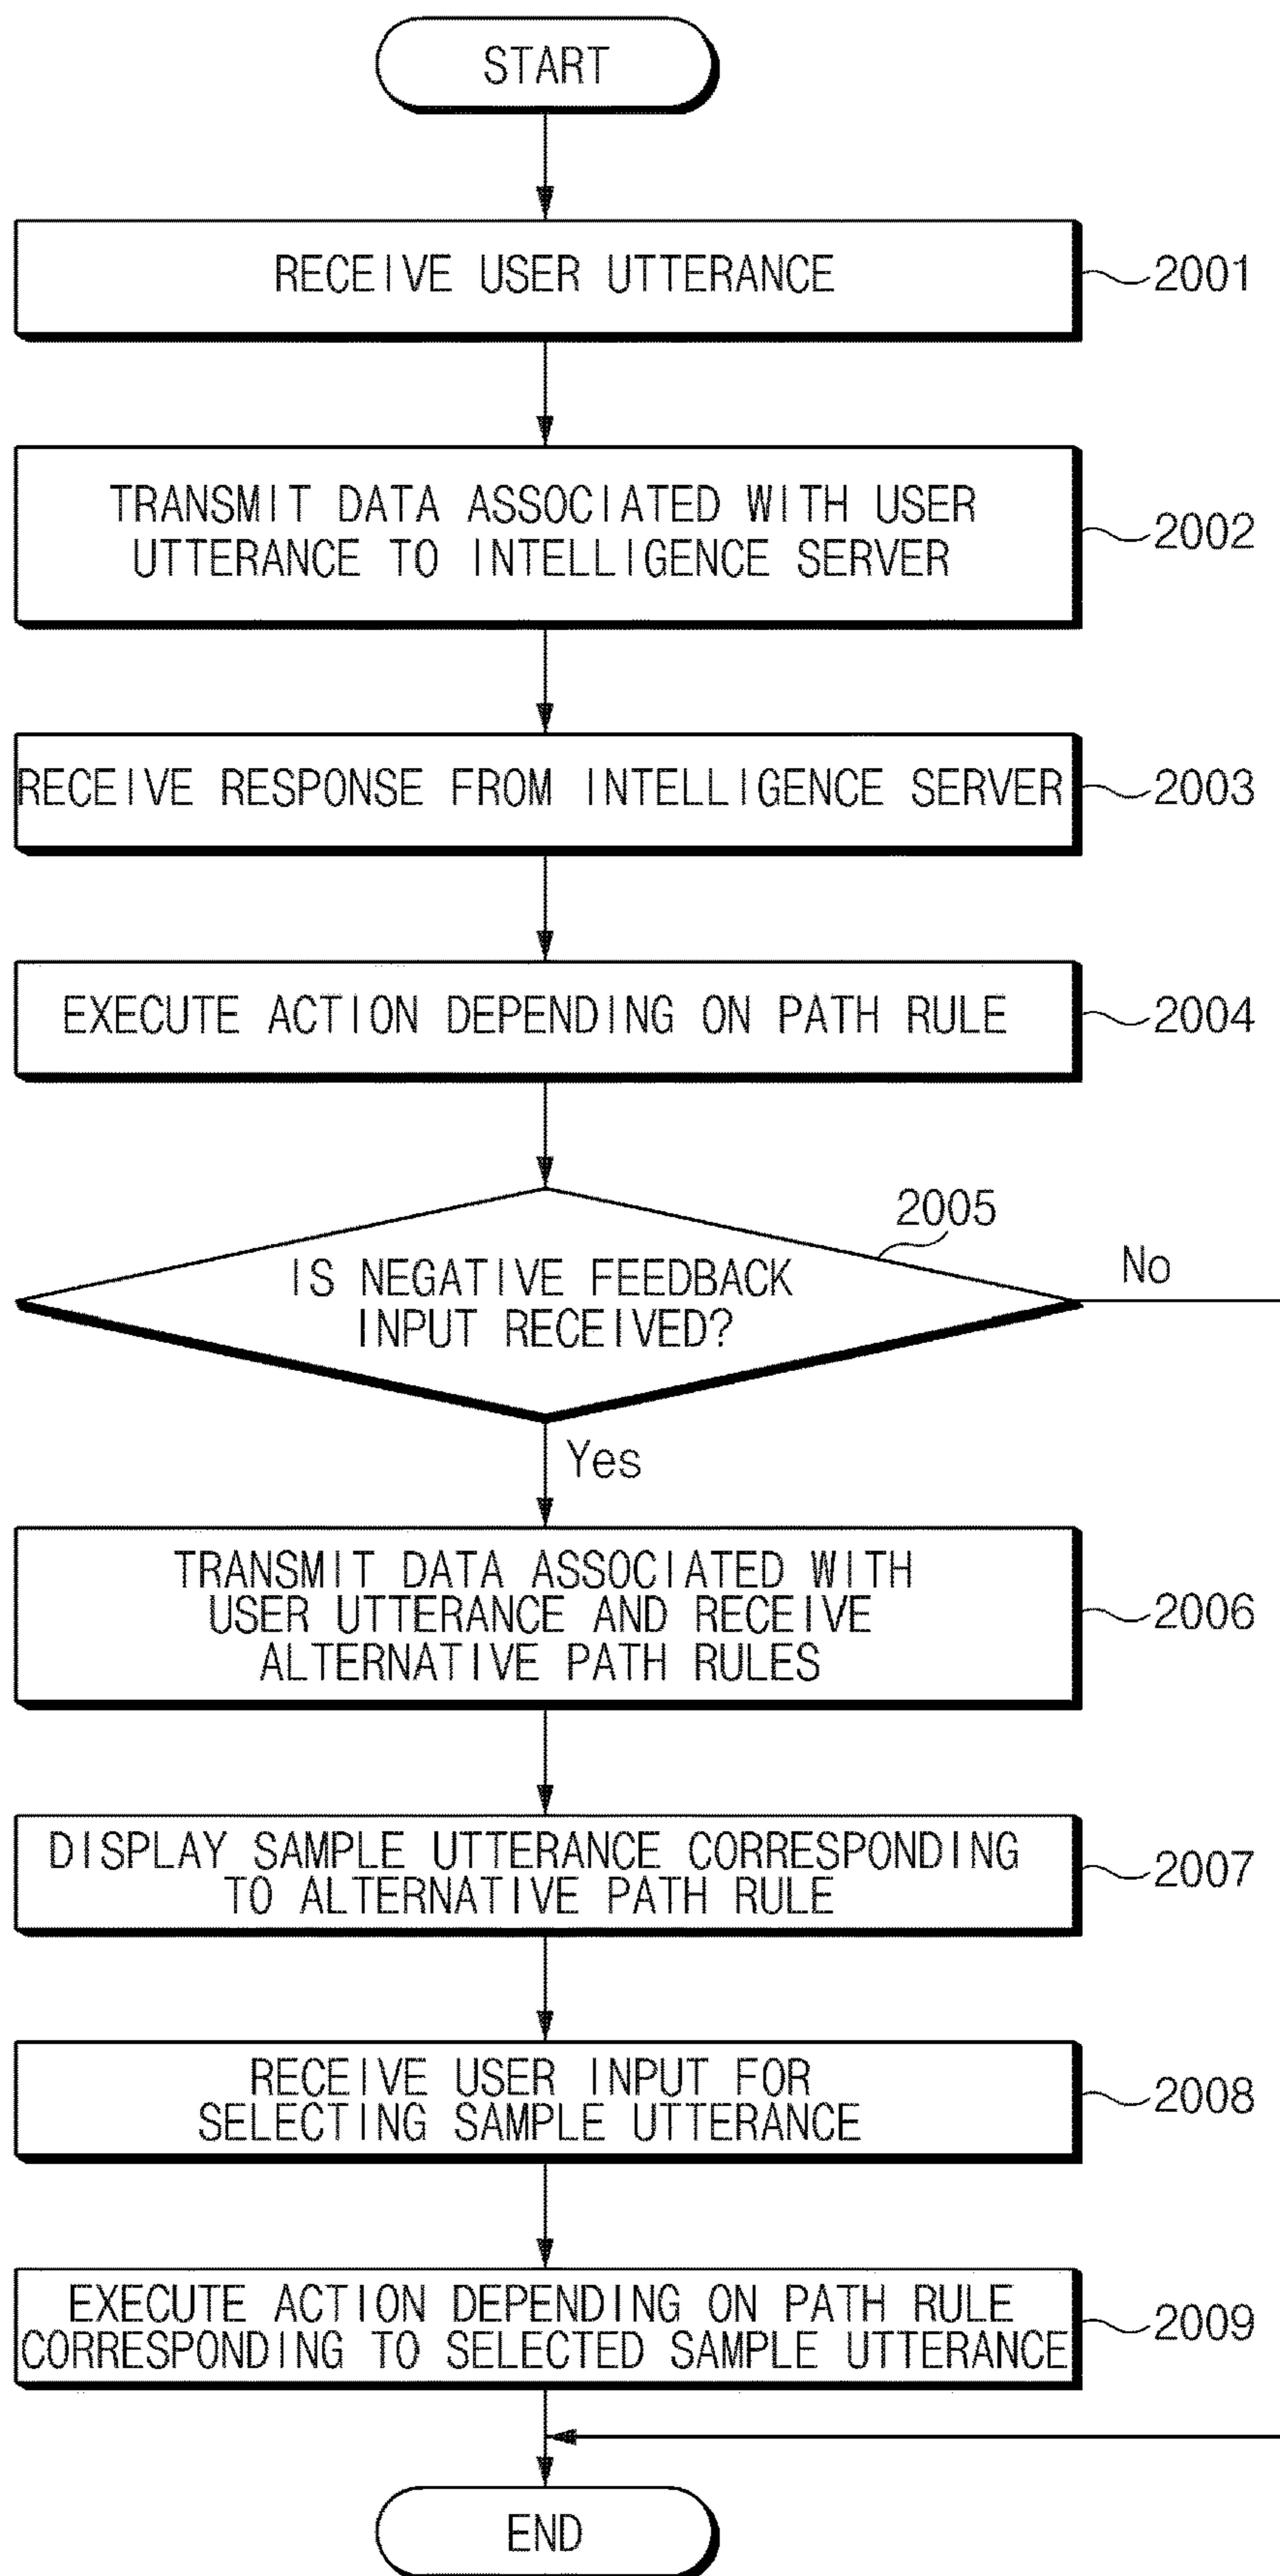 START
RECEIVE USER UTTERANCE
2001
TRANSMIT DATA ASSOCIATED WITH USER
UTTERANCE TO INTELLIGENCE SERVER
2002
RECEIVE RESPONSE FROM INTELLIGENCE SERVER
2003
EXECUTE ACTION DEPENDING ON PATH RULE
2004
2005
IS NEGATIVE FEEDBACK
INPUT RECEIVED?
No
Yes
TRANSMIT DATA ASSOCIATED WITH
USER UTTERANCE AND RECEIVE
ALTERNATIVE PATH RULES
2006
DISPLAY SAMPLE UTTERANCE CORRESPONDING
TO ALTERNATIVE PATH RULE
2007
RECEIVE USER INPUT FOR
SELECTING SAMPLE UTTERANCE
2008
EXECUTE ACTION DEPENDING ON PATH RULE
CORRESPONDING TO SELECTED SAMPLE UTTERANCE
2009
END